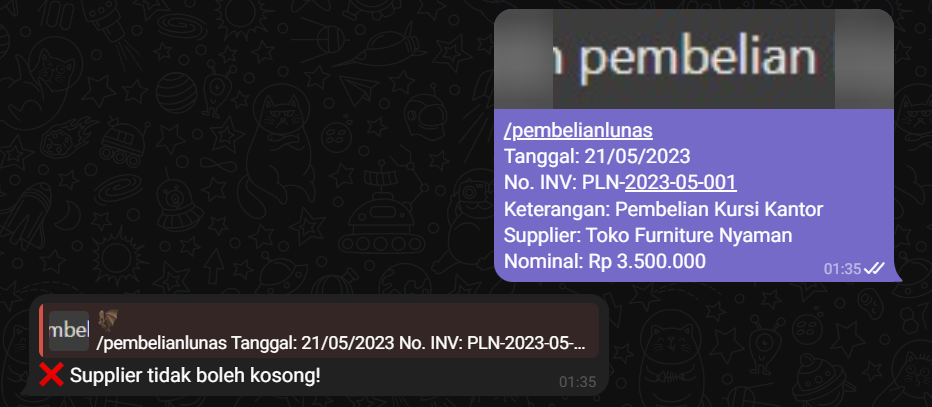 pembelian
/pembelianlunas
Tanggal: 21/05/2023
No. INV: PLN-2023-05-001
Keterangan: Pembelian Kursi Kantor
Supplier: Toko Furniture Nyaman
Nominal: Rp 3.500.000
01:35
mbel
/pembelianlunas Tanggal: 21/05/2023 No. INV: PLN-2023-05-...
❌ Supplier tidak boleh kosong!
01:35